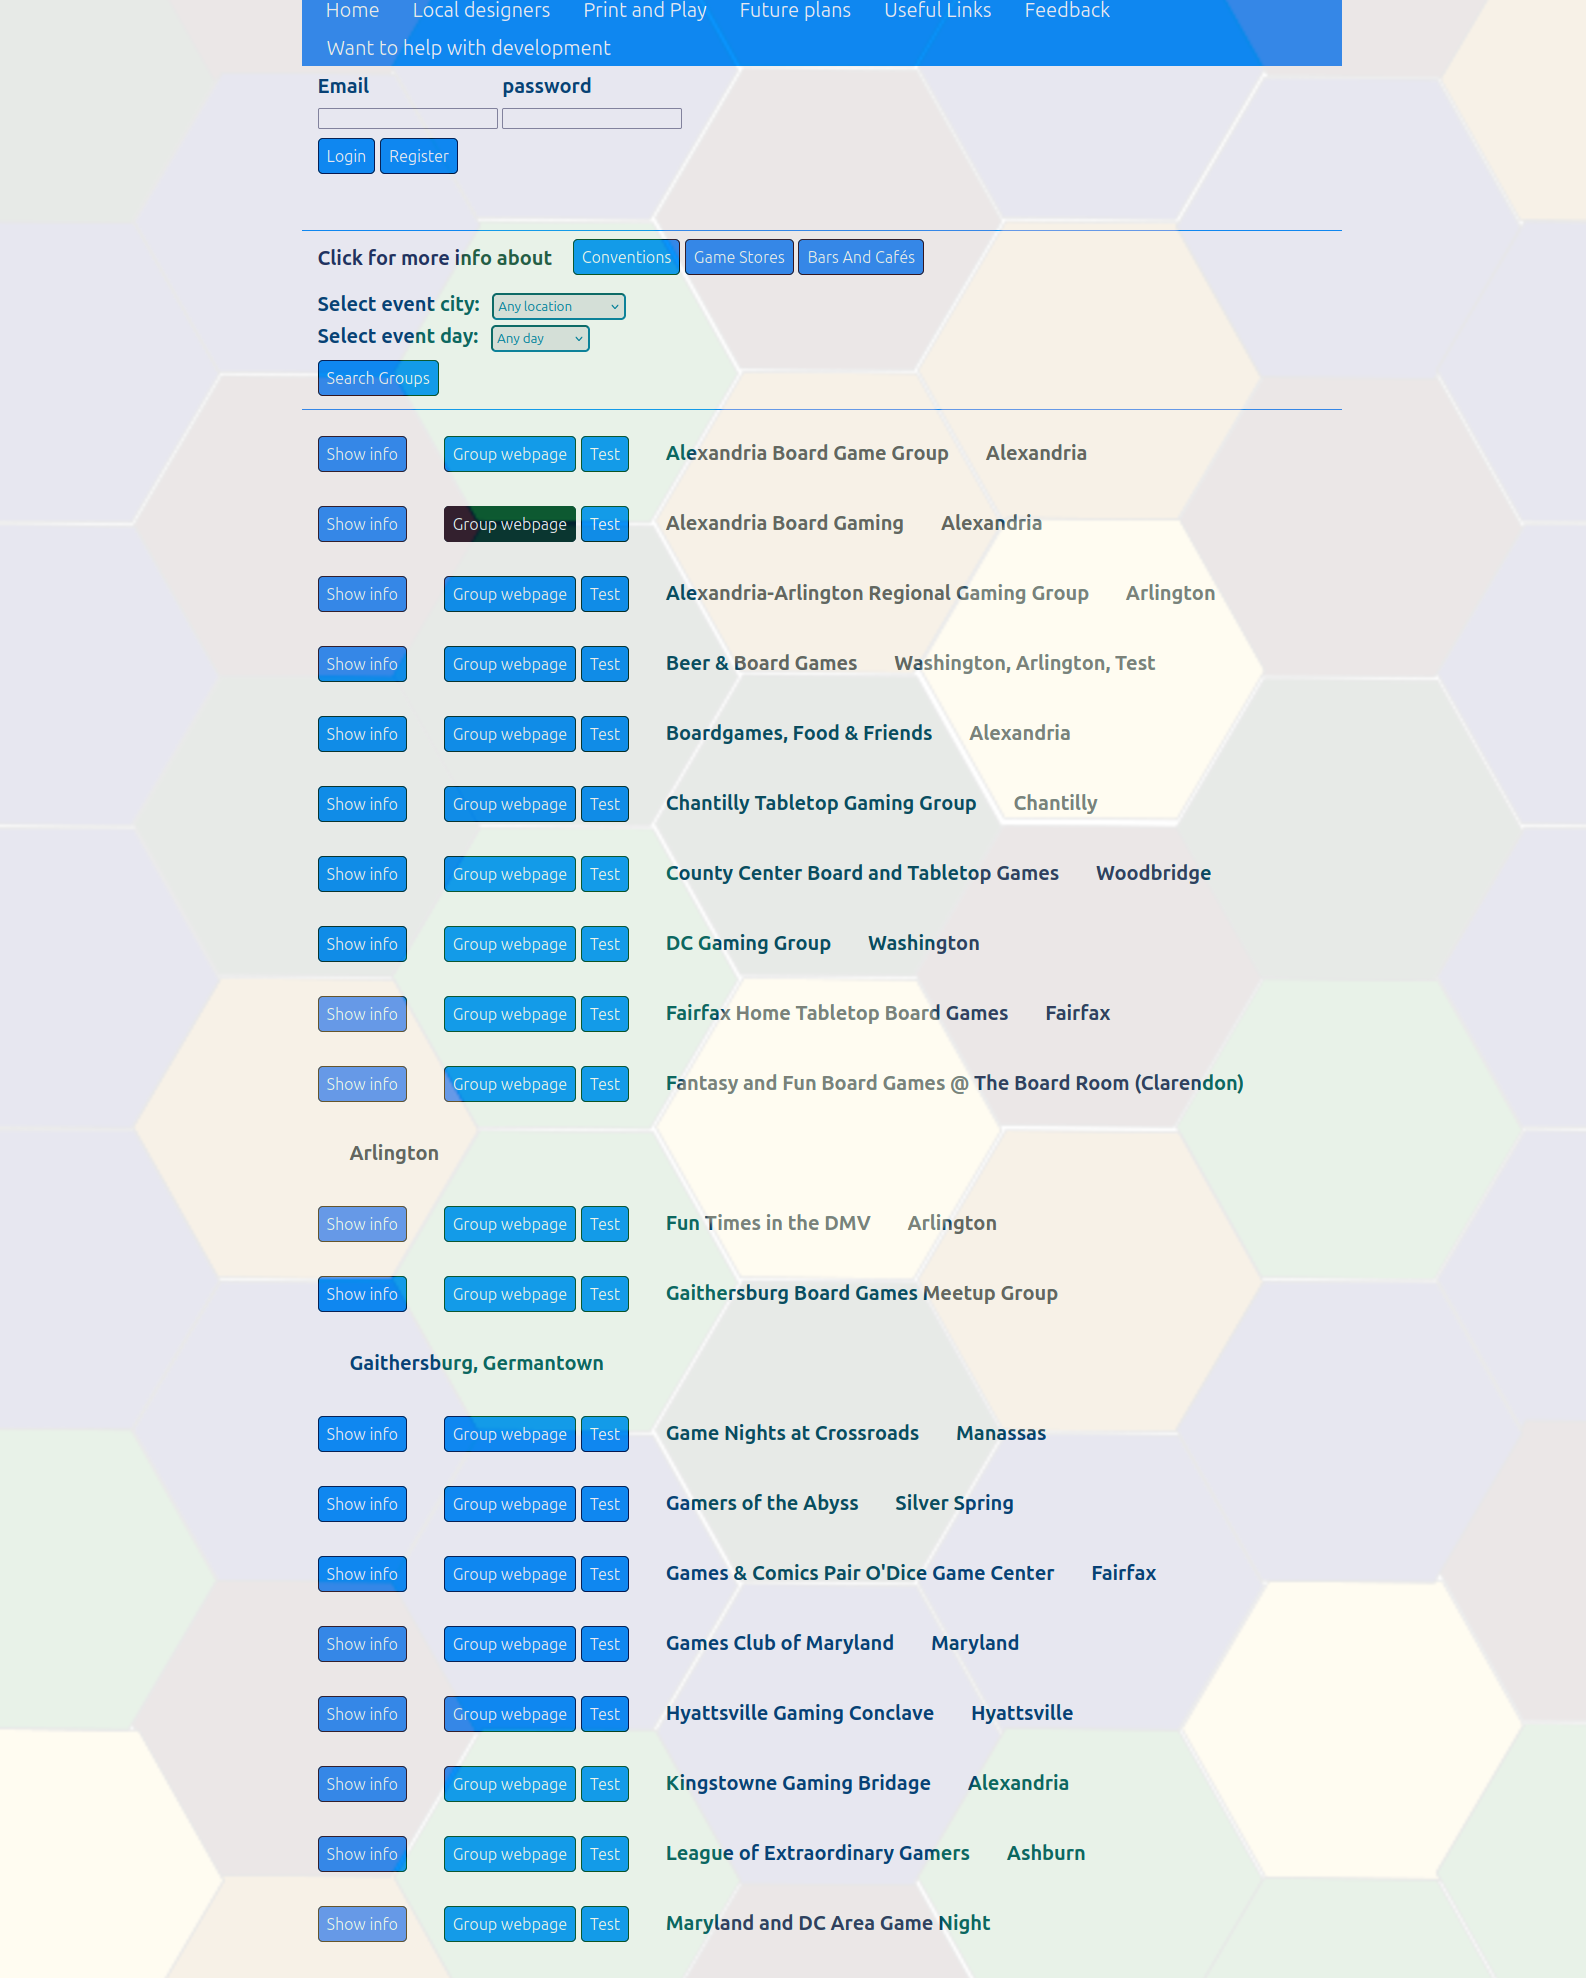 Home Local designers Print and Play Future plans Useful Links Feedback
Want to help with development
Email password
Login Register
Click for more info about Conventions Game Stores Bars And Cafés
Select event city: Any location
Select event day: Any day
Search Groups
Show info Group webpage Test Alexandria Board Game Group Alexandria
Show info Group webpage Test Alexandria Board Gaming Alexandria
Show info Group webpage Test Alexandria-Arlington Regional Gaming Group Arlington
Show info Group webpage Test Beer & Board Games Washington, Arlington, Test
Show info Group webpage Test Boardgames, Food & Friends Alexandria
Show info Group webpage Test Chantilly Tabletop Gaming Group Chantilly
Show info Group webpage Test County Center Board and Tabletop Games Woodbridge
Show info Group webpage Test DC Gaming Group Washington
Show info Group webpage Test Fairfax Home Tabletop Board Games Fairfax
Show info Group webpage Test Fantasy and Fun Board Games @ The Board Room (Clarendon)
Arlington
Show info Group webpage Test Fun Times in the DMV Arlington
Show info Group webpage Test Gaithersburg Board Games Meetup Group
Gaithersburg, Germantown
Show info Group webpage Test Game Nights at Crossroads Manassas
Show info Group webpage Test Gamers of the Abyss Silver Spring
Show info Group webpage Test Games & Comics Pair O'Dice Game Center Fairfax
Show info Group webpage Test Games Club of Maryland Maryland
Show info Group webpage Test Hyattsville Gaming Conclave Hyattsville
Show info Group webpage Test Kingstowne Gaming Bridage Alexandria
Show info Group webpage Test League of Extraordinary Gamers Ashburn
Show info Group webpage Test Maryland and DC Area Game Night